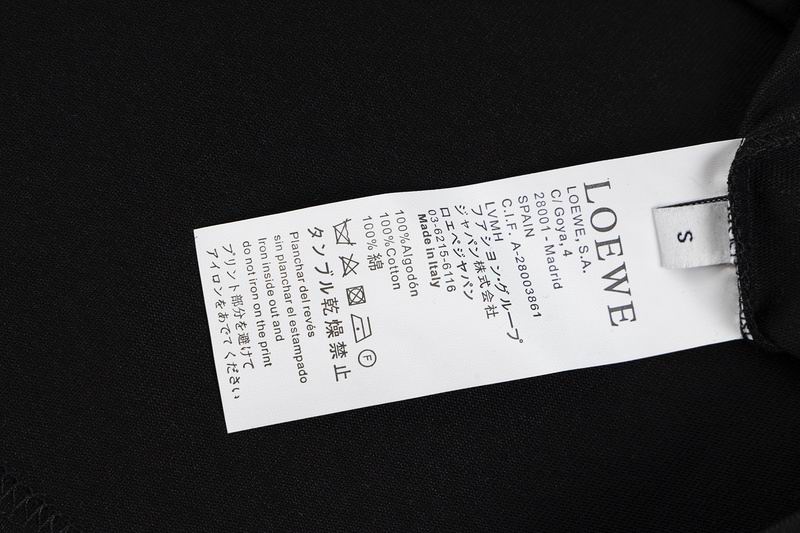 S
LOEWE
LOEWE, S.A.
C/Goya, 4
28001 - Madrid
SPAIN
C.I.F. A-28003861
LVMH
ファション·グループ
ジャパン株式会社
ロエベジャパン
03-6215-6116
Made in Italy
100%Algodón
100%Cotton
100%綿
F
タンブル乾燥禁止
Planchar del revés
sin planchar el estampado
Iron inside out and
do not iron on the print
プリント部分を避けて
アイロンをあててください